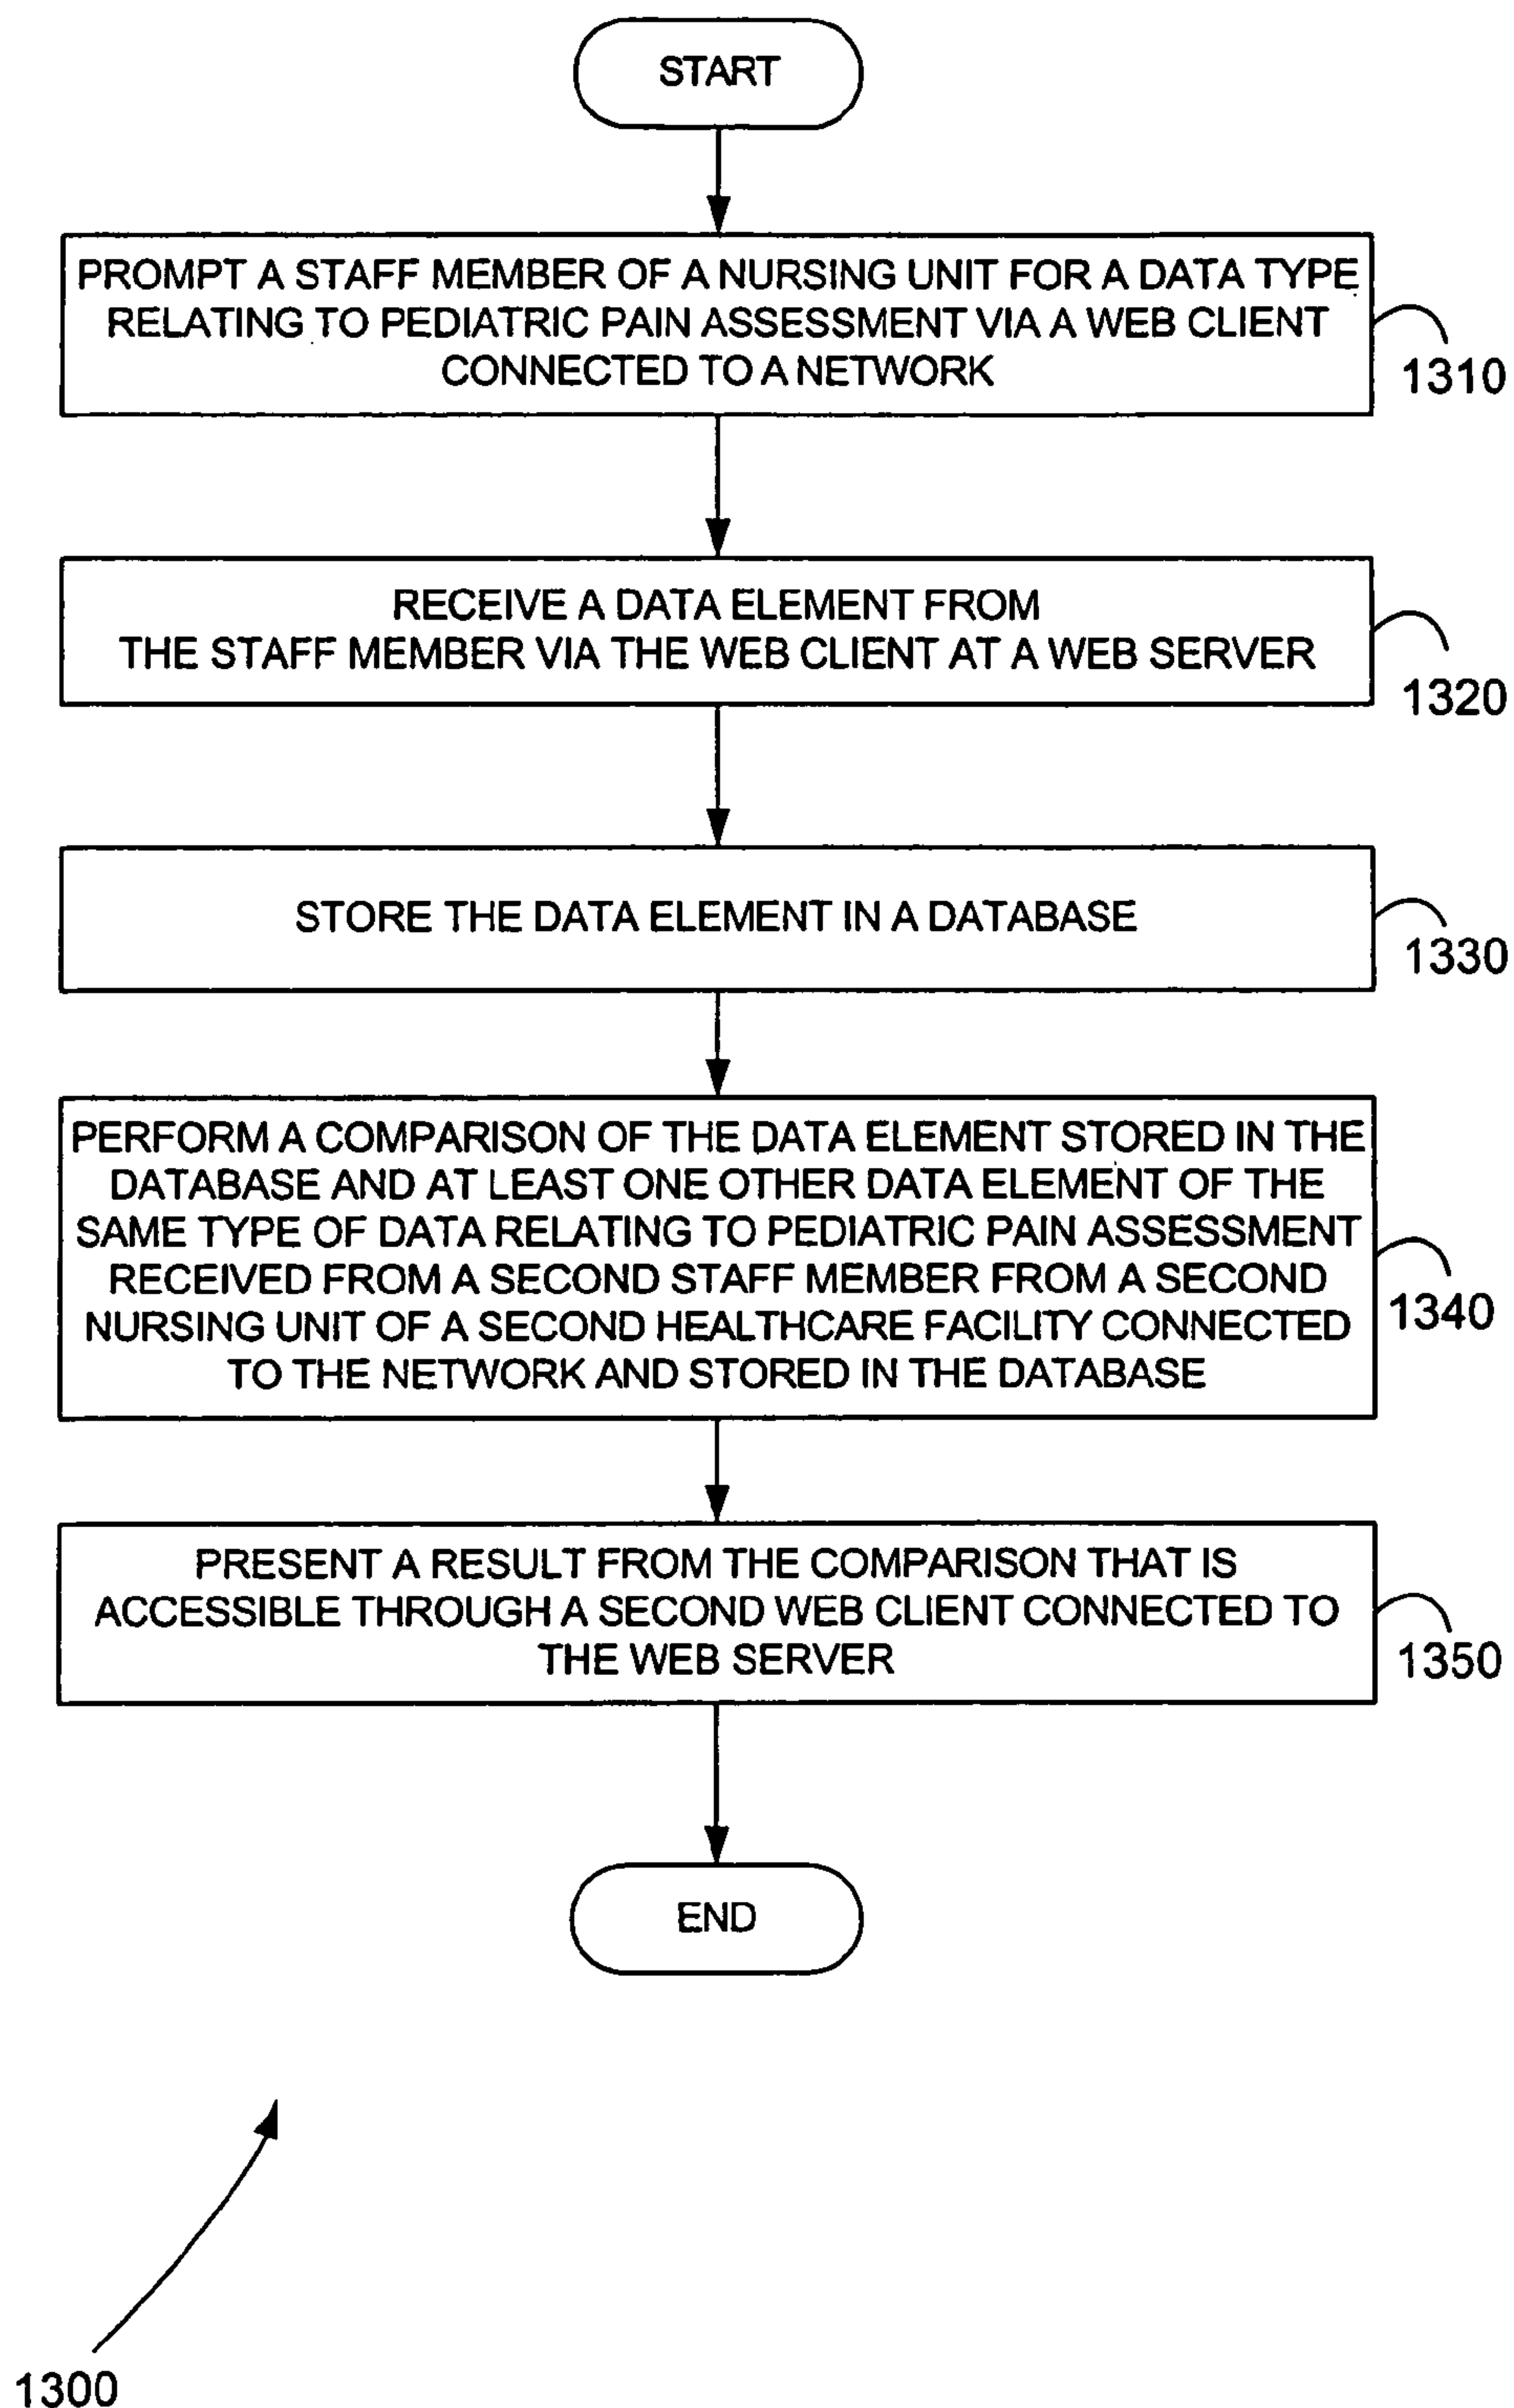 START
PROMPT A STAFF MEMBER OF A NURSING UNIT FOR A DATA TYPE
RELATING TO PEDIATRIC PAIN ASSESSMENT VIA A WEB CLIENT
CONNECTED TO A NETWORK
1310
RECEIVE A DATA ELEMENT FROM
THE STAFF MEMBER VIA THE WEB CLIENT AT A WEB SERVER
1320
STORE THE DATA ELEMENT IN A DATABASE
1330
PERFORM A COMPARISON OF THE DATA ELEMENT STORED IN THE
DATABASE AND AT LEAST ONE OTHER DATA ELEMENT OF THE
SAME TYPE OF DATA RELATING TO PEDIATRIC PAIN ASSESSMENT
RECEIVED FROM A SECOND STAFF MEMBER FROM A SECOND
NURSING UNIT OF A SECOND HEALTHCARE FACILITY CONNECTED
TO THE NETWORK AND STORED IN THE DATABASE
1340
PRESENT A RESULT FROM THE COMPARISON THAT IS
ACCESSIBLE THROUGH A SECOND WEB CLIENT CONNECTED TO
THE WEB SERVER
1350
END
1300